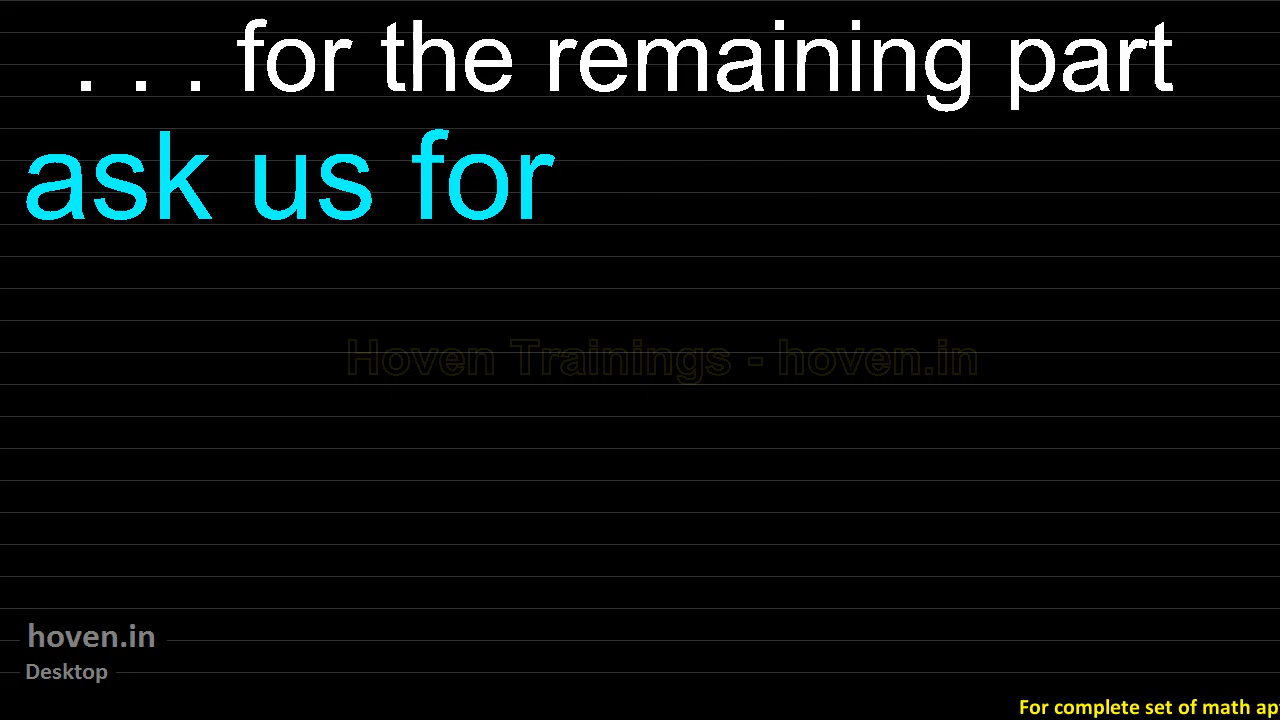 . . . for the remaining part
ask us for
Hoven Trainings - hoven.in
hoven.in
Desktop
For complete set of math ap